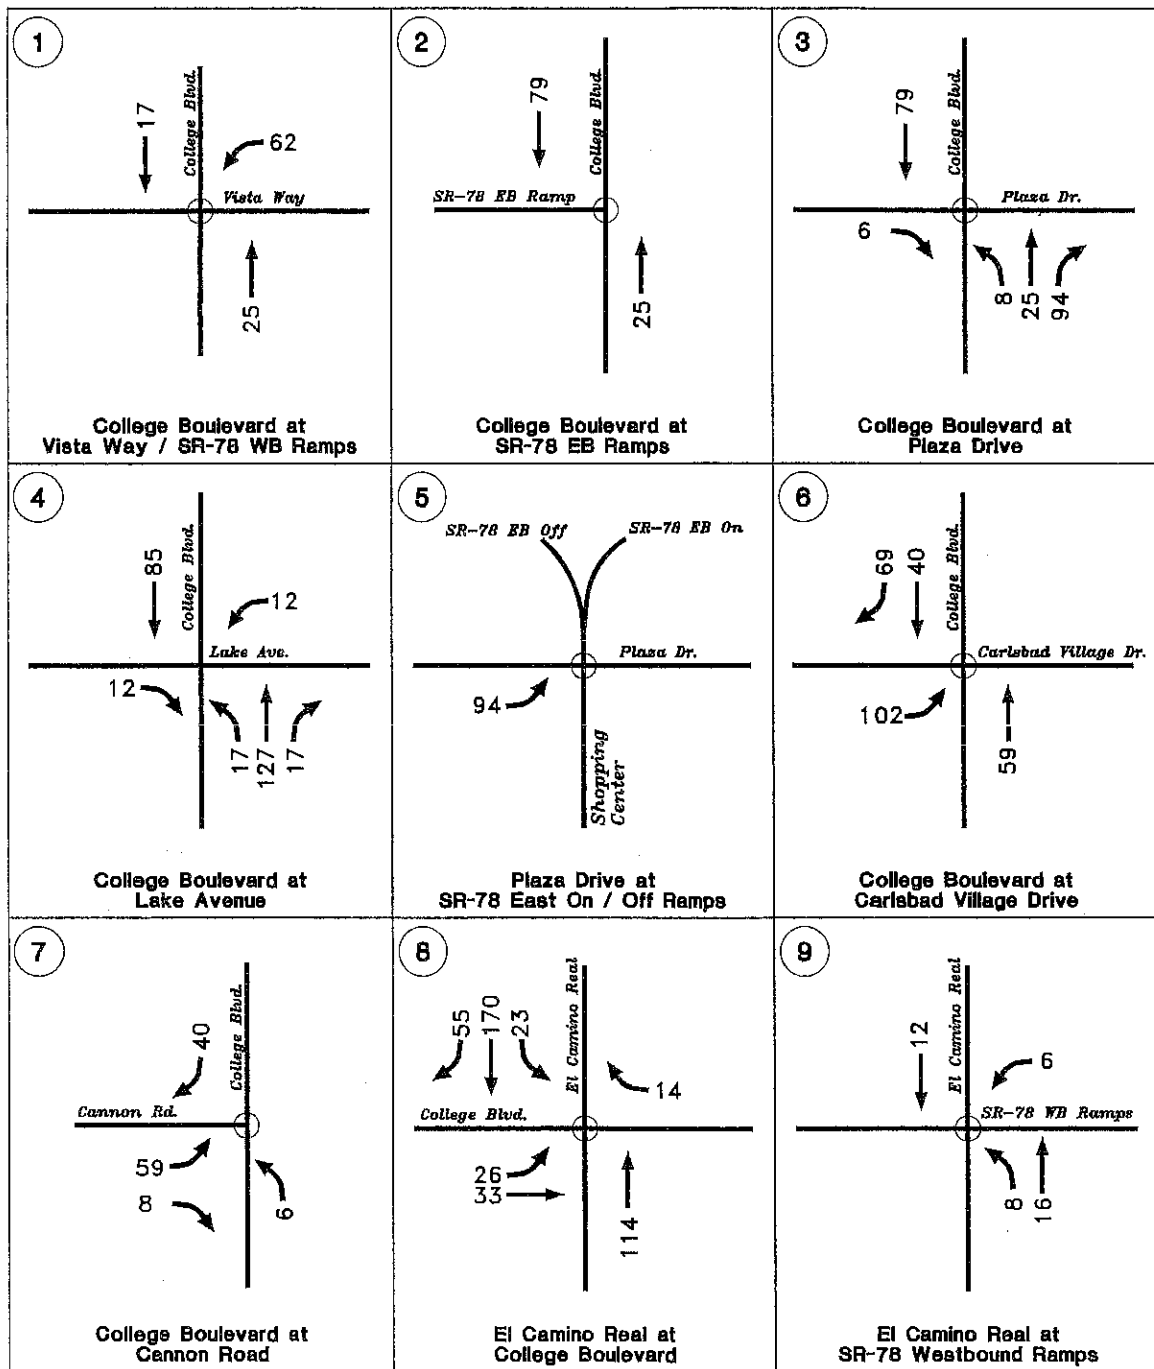 1
17
College Blvd.
62
Vista Way
25
College Boulevard at
Vista Way / SR-78 WB Ramps
2
79
College Blvd.
SR-78 EB Ramp
25
College Boulevard at
SR-78 EB Ramps
3
79
College Blvd.
Plaza Dr.
6
8
25
94
College Boulevard at
Plaza Drive
4
85
College Blvd.
12
Lake Ave.
12
17
127
17
College Boulevard at
Lake Avenue
5
SR-78 EB Off
SR-78 EB On
Plaza Dr.
94
Shopping
Center
Plaza Drive at
SR-78 East On / Off Ramps
6
69
40
College Blvd.
Carlsbad Village Dr.
102
59
College Boulevard at
Carlsbad Village Drive
7
40
College Blvd.
Cannon Rd.
59
8
6
College Boulevard at
Cannon Road
8
55
170
23
El Camino Real
14
College Blvd.
26
33
114
El Camino Real at
College Boulevard
9
12
El Camino Real
6
SR-78 WB Ramps
8
16
El Camino Real at
SR-78 Westbound Ramps